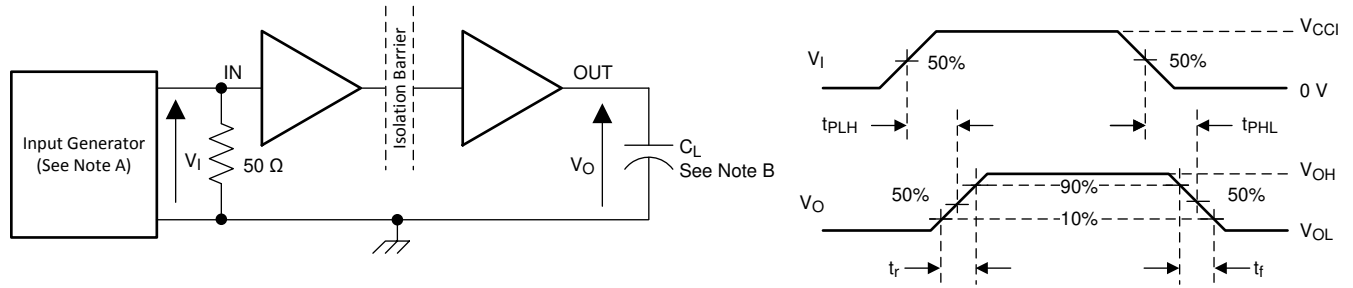 Input Generator
(See Note A)
V_I
IN
50 Ω
Isolation Barrier
OUT
V_O
C_L
See Note B
V_I
50%
50%
V_CCI
0 V
t_PLH
t_PHL
V_O
50%
90%
10%
50%
V_OH
V_OL
t_r
t_f